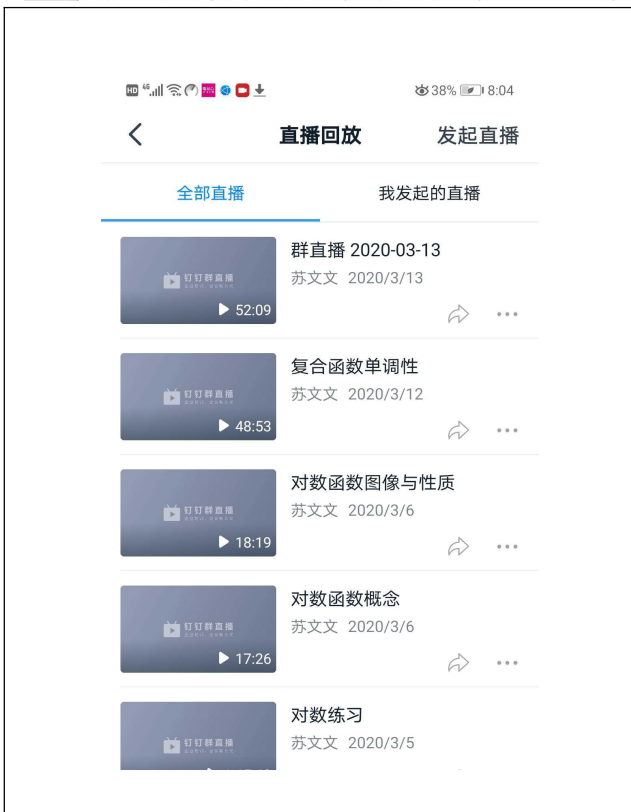 HD 46 38% 8:04
直播回放 发起直播
全部直播 我发起的直播
钉钉群直播
52:09
群直播 2020-03-13
苏文文 2020/3/13
钉钉群直播
48:53
复合函数单调性
苏文文 2020/3/12
钉钉群直播
18:19
对数函数图像与性质
苏文文 2020/3/6
钉钉群直播
17:26
对数函数概念
苏文文 2020/3/6
钉钉群直播
对数练习
苏文文 2020/3/5